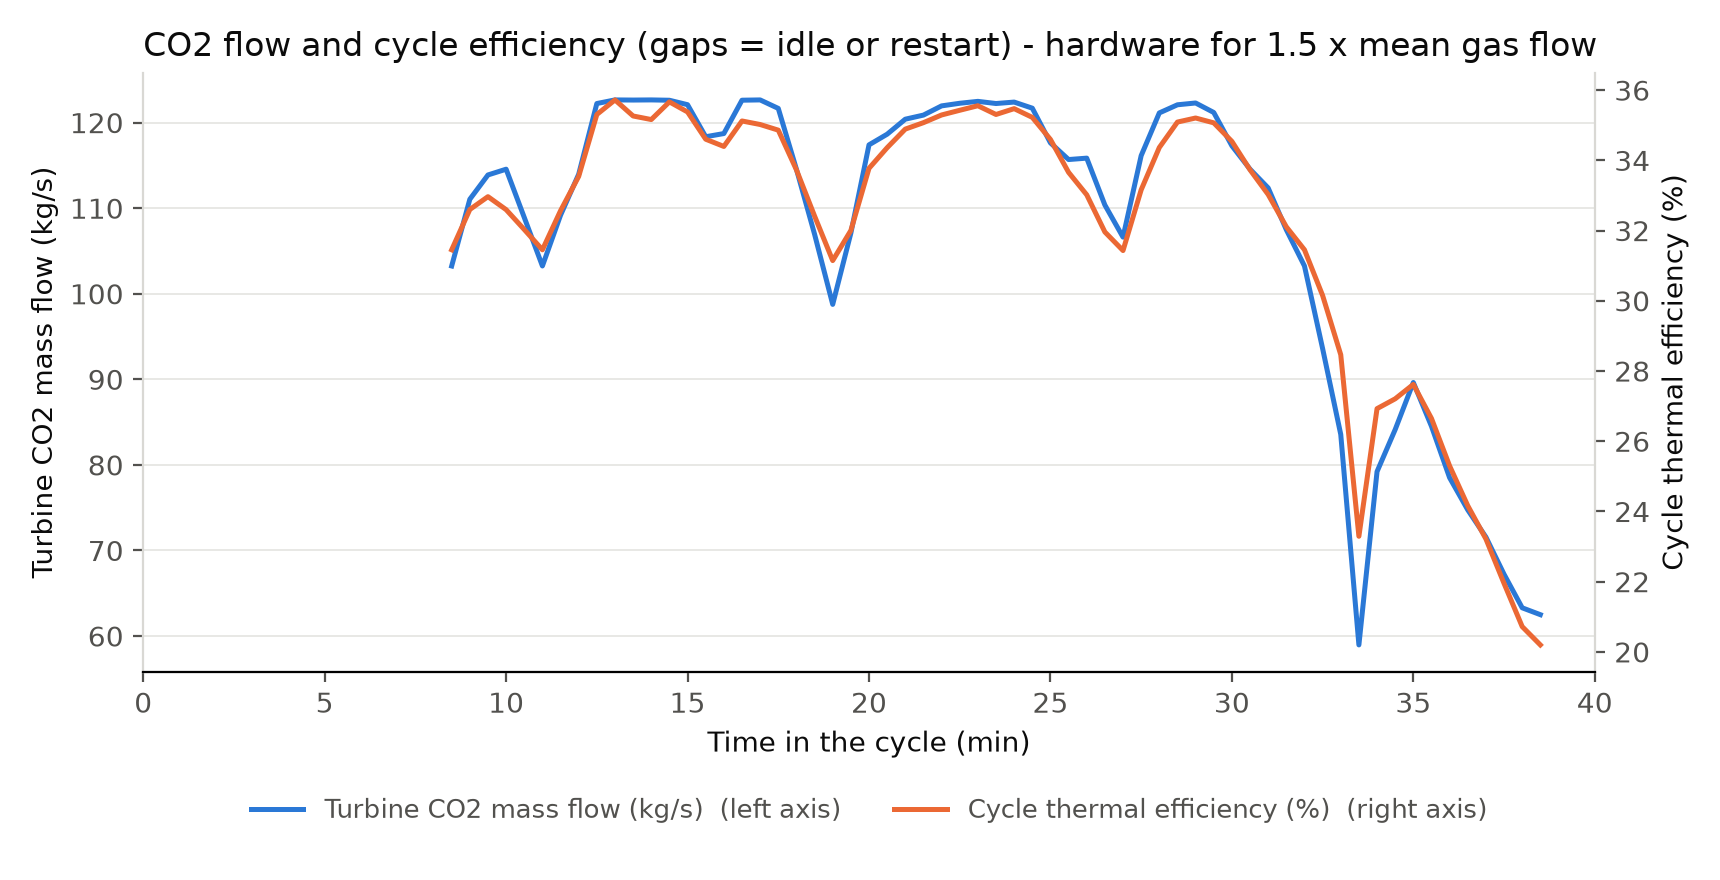 CO2 flow and cycle efficiency (gaps = idle or restart) - hardware for 1.5 x mean gas flow
Turbine CO2 mass flow (kg/s)
120
110
100
90
80
70
60
36
34
32
30
28
26
24
22
20
Cycle thermal efficiency (%)
0 5 10 15 20 25 30 35 40
Time in the cycle (min)
Turbine CO2 mass flow (kg/s) (left axis)
Cycle thermal efficiency (%) (right axis)